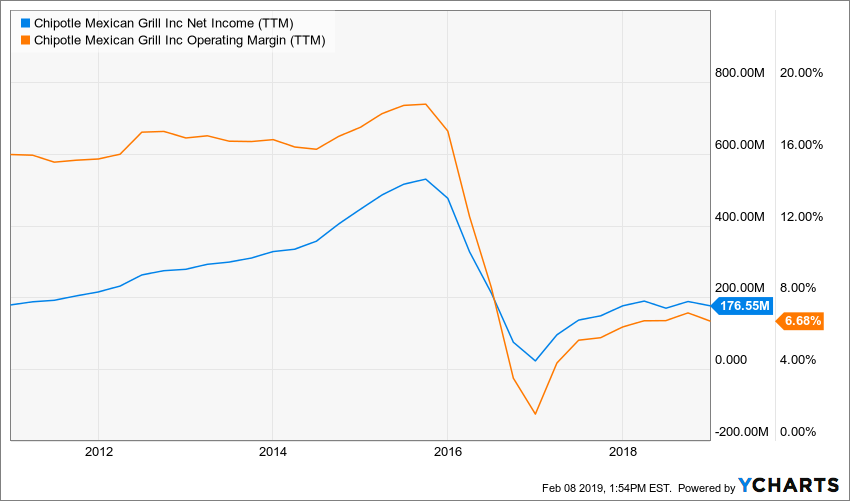 Chipotle Mexican Grill Inc Net Income (TTM)
Chipotle Mexican Grill Inc Operating Margin (TTM)
800.00M 20.00%
600.00M 16.00%
400.00M 12.00%
200.00M 8.00%
176.55M
6.68%
0.000 4.00%
-200.00M 0.00%
2012 2014 2016 2018
Feb 08 2019, 1:54PM EST. Powered by YCHARTS